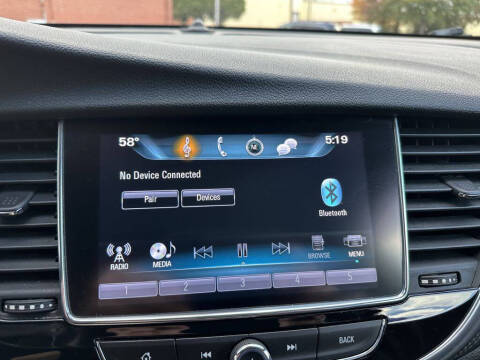 58° 5:19
No Device Connected
Pair Devices
Bluetooth
RADIO MEDIA BROWSE MENU
1 2 3 4 5
BACK